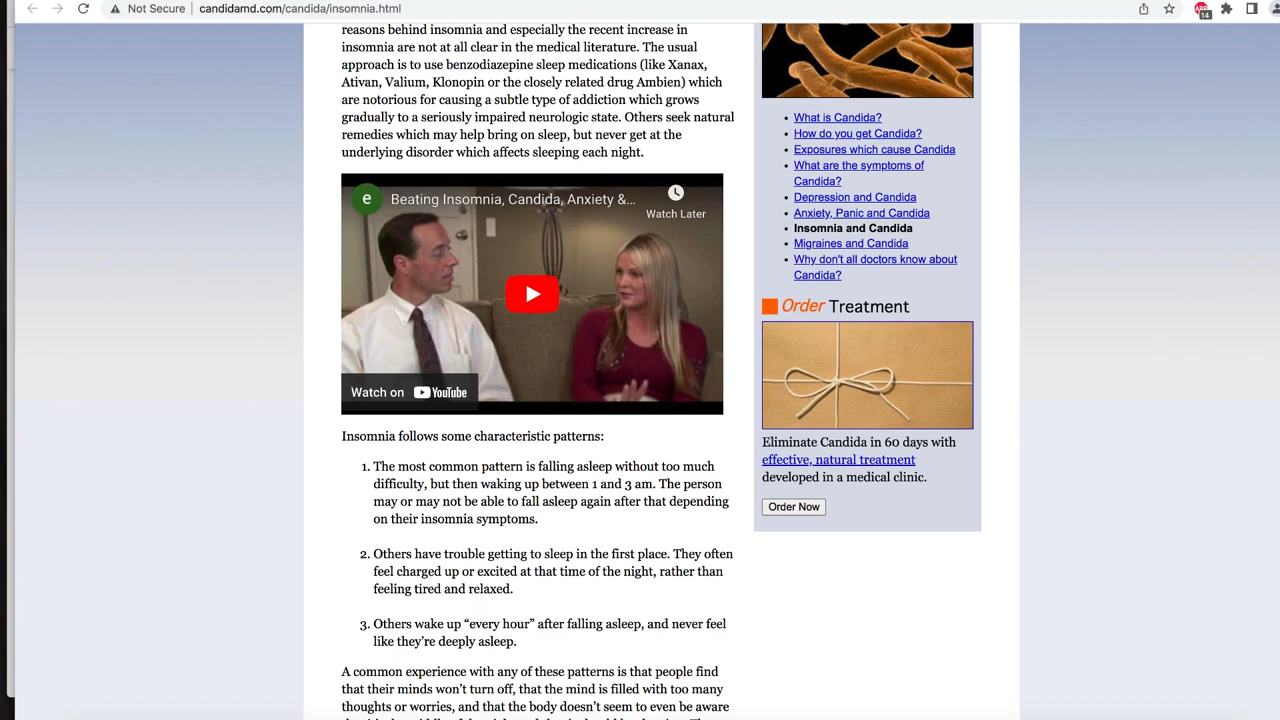 Not Secure candidamd.com/candida/insomnia.html
14
reasons behind insomnia and especially the recent increase in
insomnia are not at all clear in the medical literature. The usual
approach is to use benzodiazepine sleep medications (like Xanax,
Ativan, Valium, Klonopin or the closely related drug Ambien) which
are notorious for causing a subtle type of addiction which grows
gradually to a seriously impaired neurologic state. Others seek natural
remedies which may help bring on sleep, but never get at the
underlying disorder which affects sleeping each night.
e Beating Insomnia, Candida, Anxiety &...
Watch Later
Watch on YouTube
Insomnia follows some characteristic patterns:
1. The most common pattern is falling asleep without too much
difficulty, but then waking up between 1 and 3 am. The person
may or may not be able to fall asleep again after that depending
on their insomnia symptoms.
2. Others have trouble getting to sleep in the first place. They often
feel charged up or excited at that time of the night, rather than
feeling tired and relaxed.
3. Others wake up “every hour” after falling asleep, and never feel
like they’re deeply asleep.
A common experience with any of these patterns is that people find
that their minds won’t turn off, that the mind is filled with too many
thoughts or worries, and that the body doesn’t seem to even be aware
• What is Candida?
• How do you get Candida?
• Exposures which cause Candida
• What are the symptoms of
Candida?
• Depression and Candida
• Anxiety, Panic and Candida
• Insomnia and Candida
• Migraines and Candida
• Why don't all doctors know about
Candida?
Order Treatment
Eliminate Candida in 60 days with
effective, natural treatment
developed in a medical clinic.
Order Now